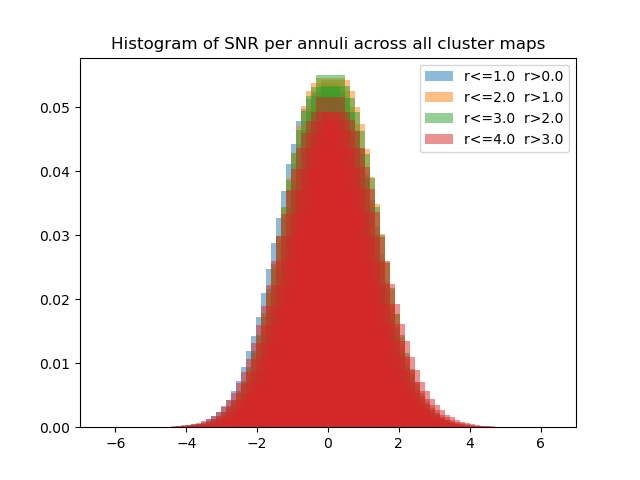 Histogram of SNR per annuli across all cluster maps
r<=1.0 r>0.0
r<=2.0 r>1.0
r<=3.0 r>2.0
r<=4.0 r>3.0
0.05
0.04
0.03
0.02
0.01
0.00
−6 −4 −2 0 2 4 6